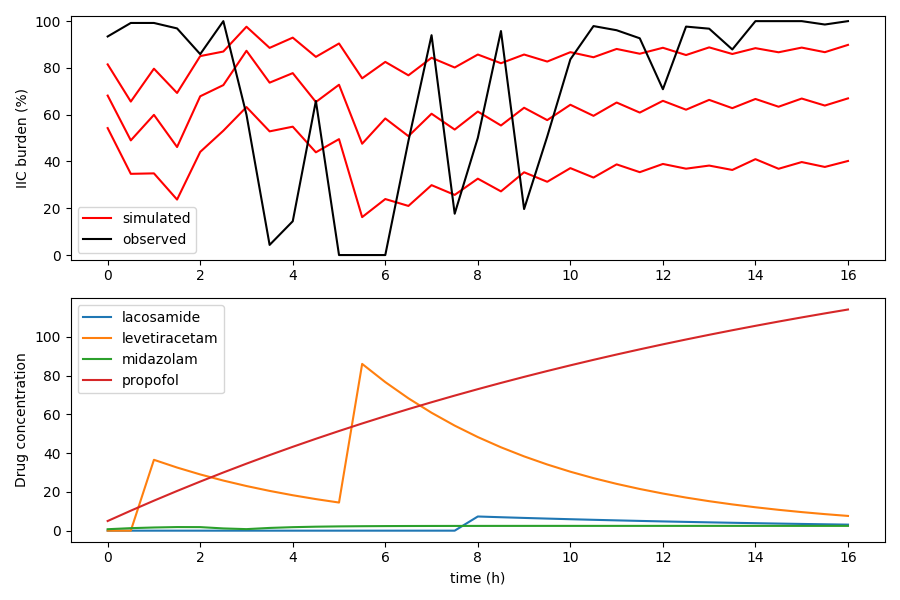 100
80
60
40
20
0
IIC burden (%)
simulated
observed
0 2 4 6 8 10 12 14 16
100
80
60
40
20
0
Drug concentration
lacosamide
levetiracetam
midazolam
propofol
0 2 4 6 8 10 12 14 16
time (h)